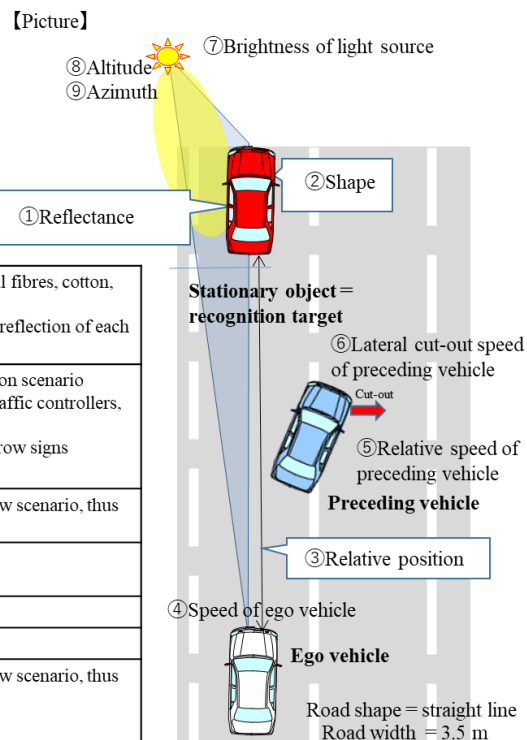 【Picture】
⑦Brightness of light source
⑧Altitude
⑨Azimuth
②Shape
①Reflectance
l fibres, cotton,
reflection of each
on scenario
affic controllers,
row signs
w scenario, thus
w scenario, thus
Stationary object＝
recognition target
⑥Lateral cut-out speed
of preceding vehicle
Cut-out
⑤Relative speed of
preceding vehicle
Preceding vehicle
③Relative position
④Speed of ego vehicle
Ego vehicle
Road shape = straight line
Road width = 3.5 m